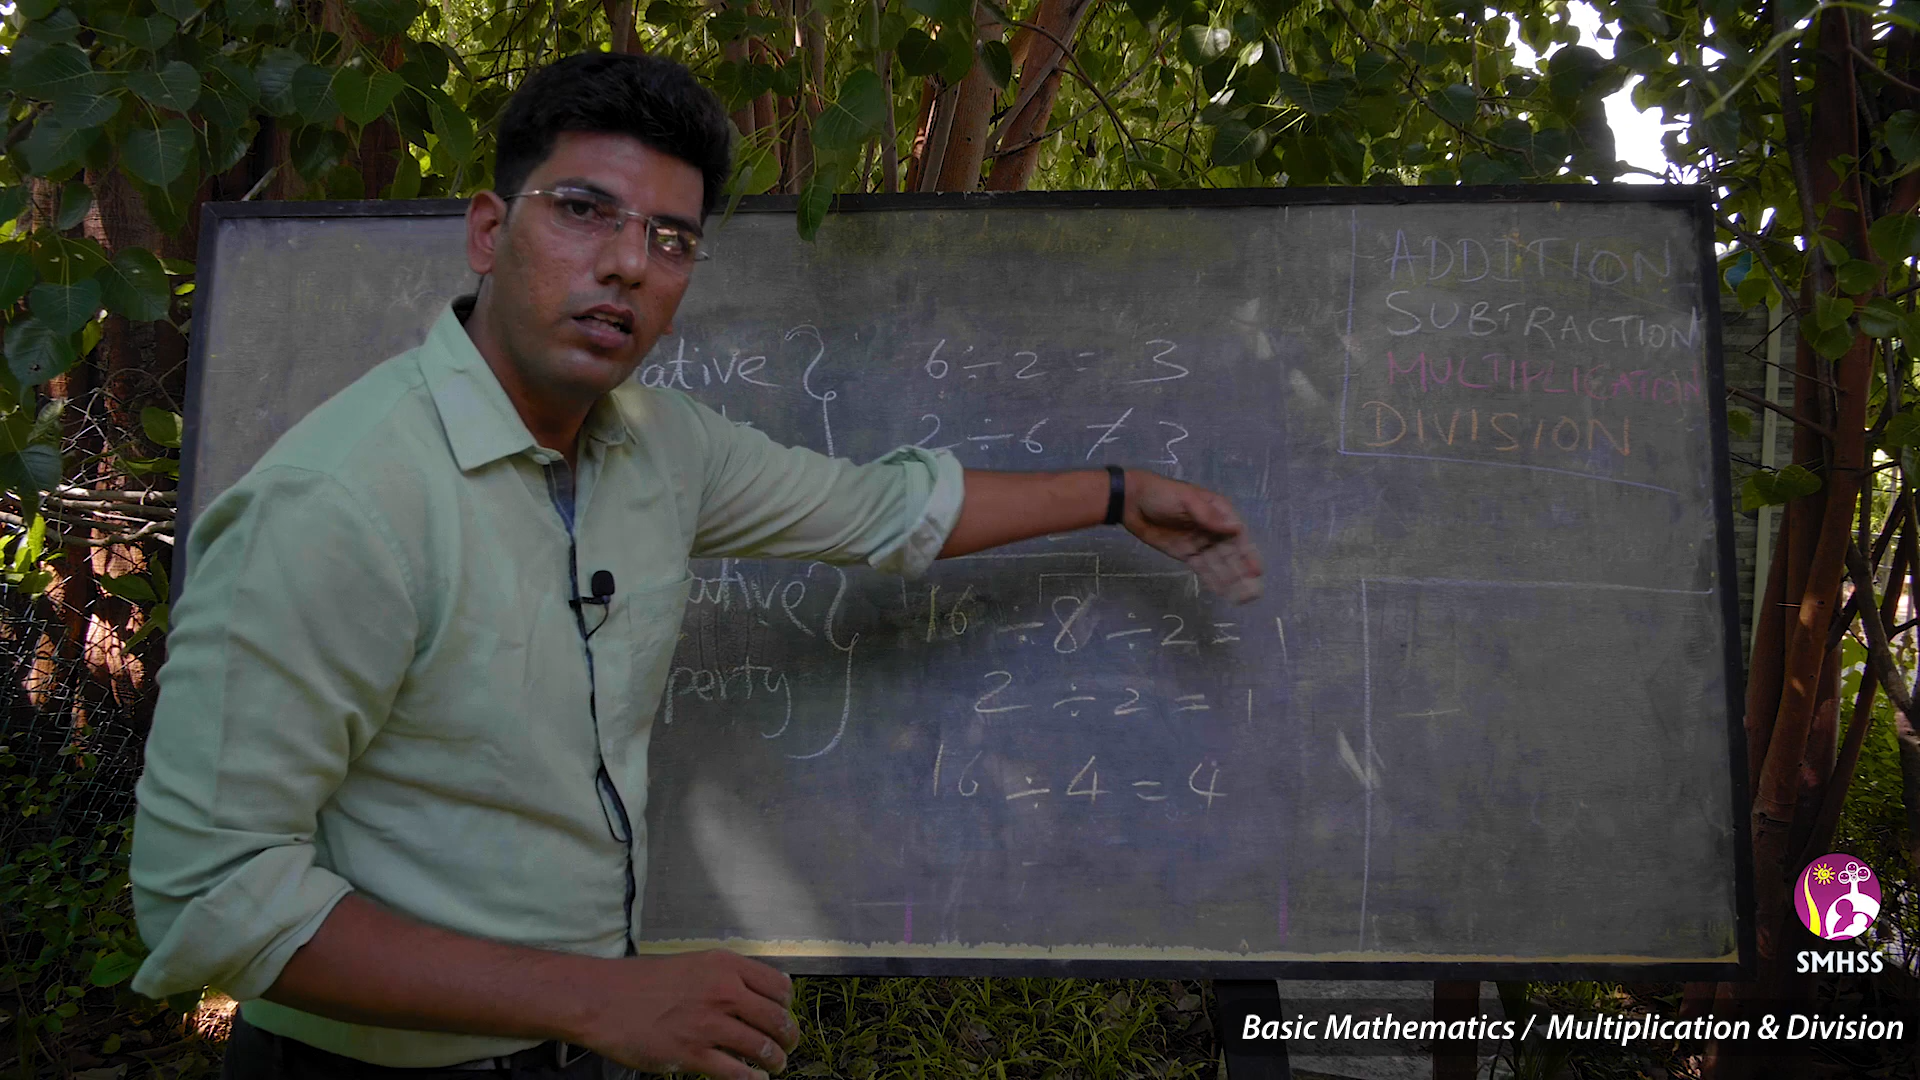 ADDITION
SUBTRACTION
MULTIPLICATION
DIVISION
ative } 6 ÷ 2 = 3
2 ÷ 6 ≠ 3
ative } 16 ÷ 8 ÷ 2 = 1
perty 2 ÷ 2 = 1
16 ÷ 4 = 4
SMHSS
Basic Mathematics / Multiplication & Division